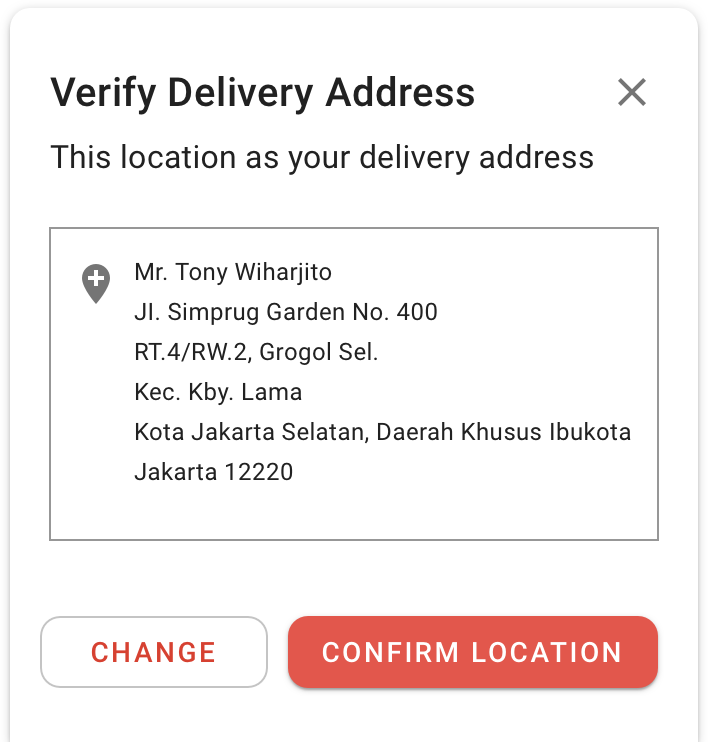 Verify Delivery Address
This location as your delivery address
Mr. Tony Wiharjito
Jl. Simprug Garden No. 400
RT.4/RW.2, Grogol Sel.
Kec. Kby. Lama
Kota Jakarta Selatan, Daerah Khusus Ibukota
Jakarta 12220
CHANGE
CONFIRM LOCATION